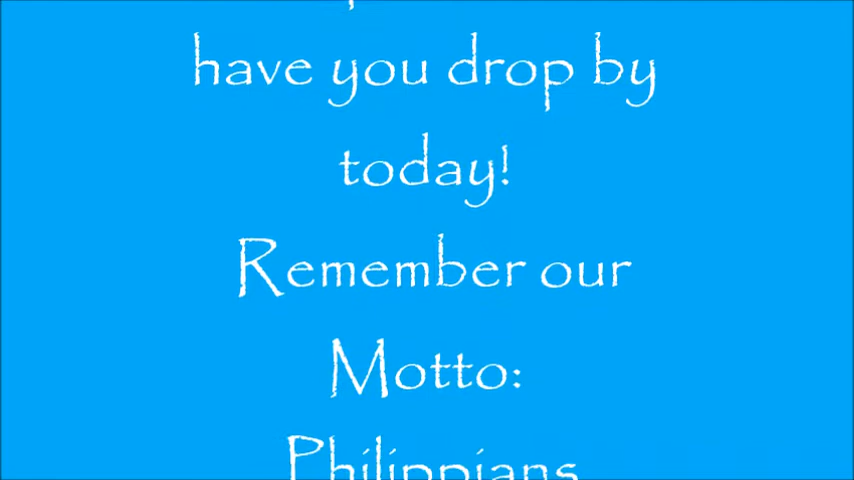 have you drop by
today!
Remember our
Motto:
Philippians